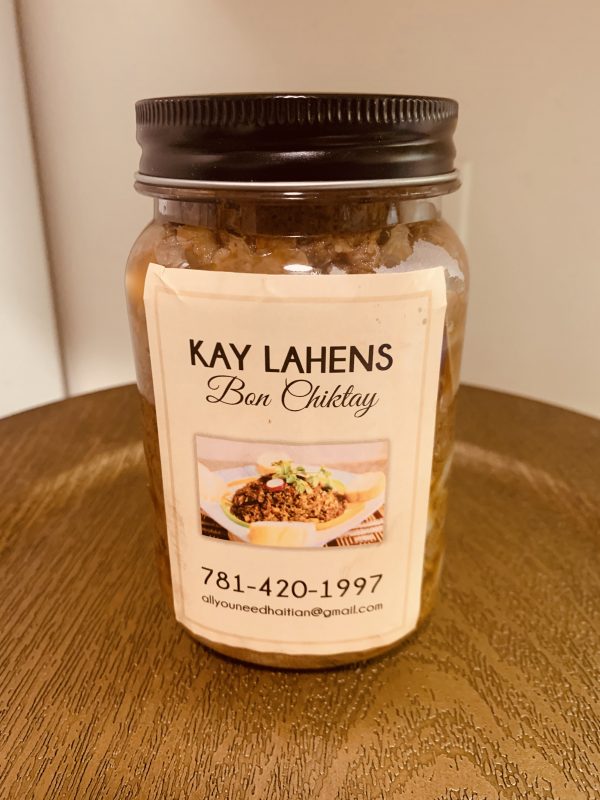 KAY LAHENS
Bon Chiktay
781-420-1997
allyouneedhaitian@gmail.com